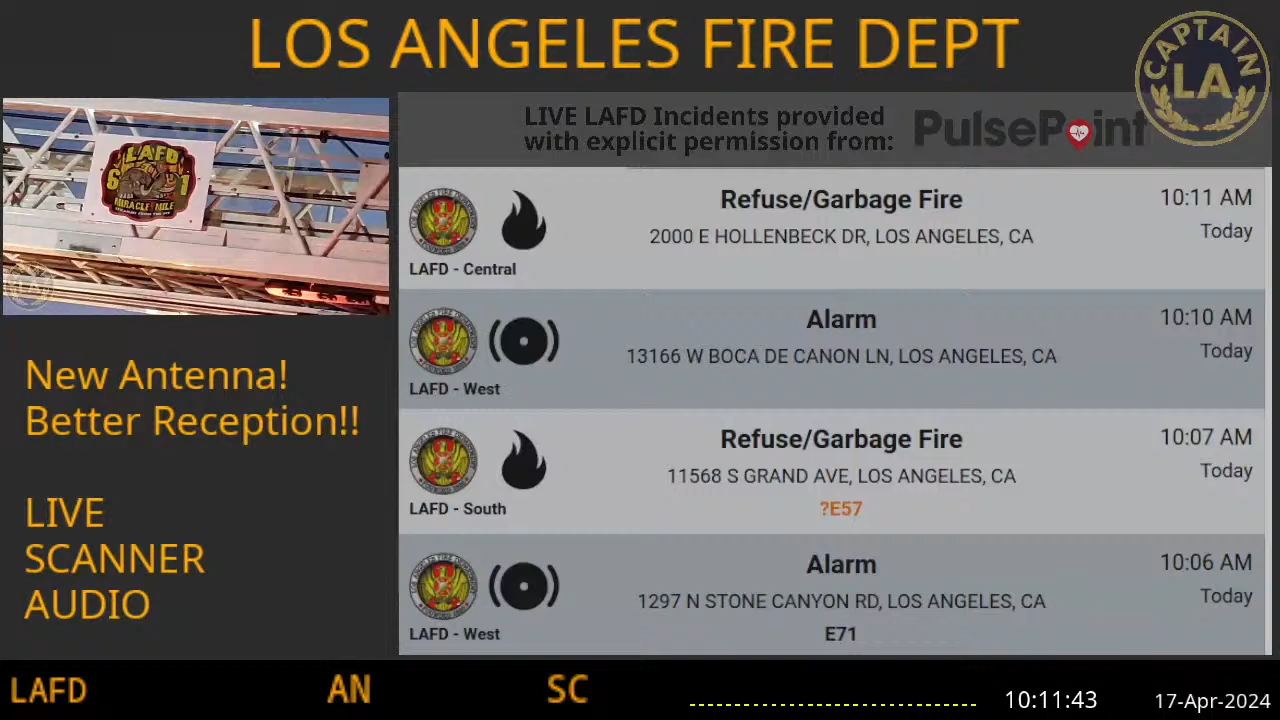 LOS ANGELES FIRE DEPT
CAPTAIN
LA
LIVE LAFD Incidents provided
with explicit permission from:
PulsePoint
LAFD
6 1
MIRACLE MILE
Refuse/Garbage Fire
10:11 AM
2000 E HOLLENBECK DR, LOS ANGELES, CA
Today
LAFD - Central
Alarm
10:10 AM
13166 W BOCA DE CANON LN, LOS ANGELES, CA
Today
LAFD - West
New Antenna!
Better Reception!!
Refuse/Garbage Fire
10:07 AM
11568 S GRAND AVE, LOS ANGELES, CA
Today
?E57
LAFD - South
LIVE
SCANNER
AUDIO
Alarm
10:06 AM
1297 N STONE CANYON RD, LOS ANGELES, CA
Today
E71
LAFD - West
LAFD AN SC 10:11:43 17-Apr-2024